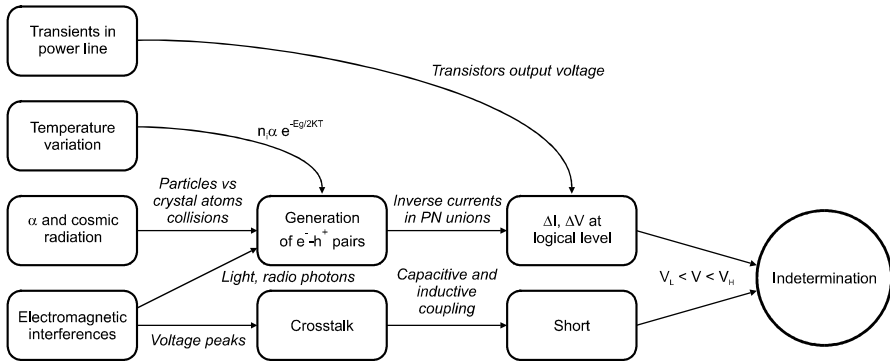 Transients in
power line
Transistors output voltage
Temperature
variation
nᵢα e⁻ᴱᵍ/²ᴷᵀ
Particles vs
crystal atoms
collisions
Inverse currents
in PN unions
α and cosmic
radiation
Generation
of e⁻-h⁺ pairs
ΔI, ΔV at
logical level
Light, radio photons
Capacitive and
inductive
coupling
V_L < V < V_H
Indetermination
Electromagnetic
interferences
Voltage peaks
Crosstalk
Short